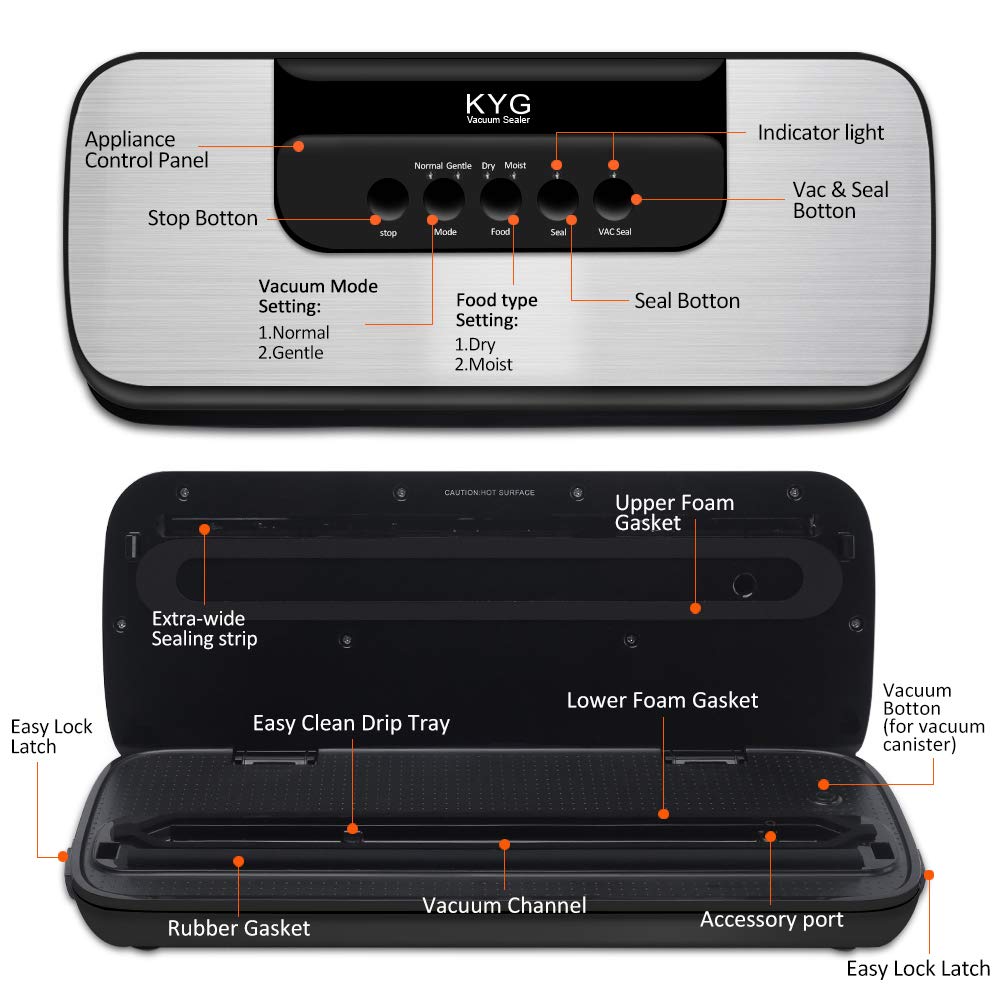 KYG
Vacuum Sealer
Appliance
Control Panel
Indicator light
Normal Gentle
Dry Moist
Vac & Seal
Botton
Stop Botton
stop
Mode
Food
Seal
VAC Seal
Vacuum Mode
Setting:
1.Normal
2.Gentle
Food type
Setting:
1.Dry
2.Moist
Seal Botton
CAUTION:HOT SURFACE
Upper Foam
Gasket
Extra-wide
Sealing strip
Easy Lock
Latch
Easy Clean Drip Tray
Lower Foam Gasket
Vacuum
Botton
(for vacuum
canister)
Rubber Gasket
Vacuum Channel
Accessory port
Easy Lock Latch